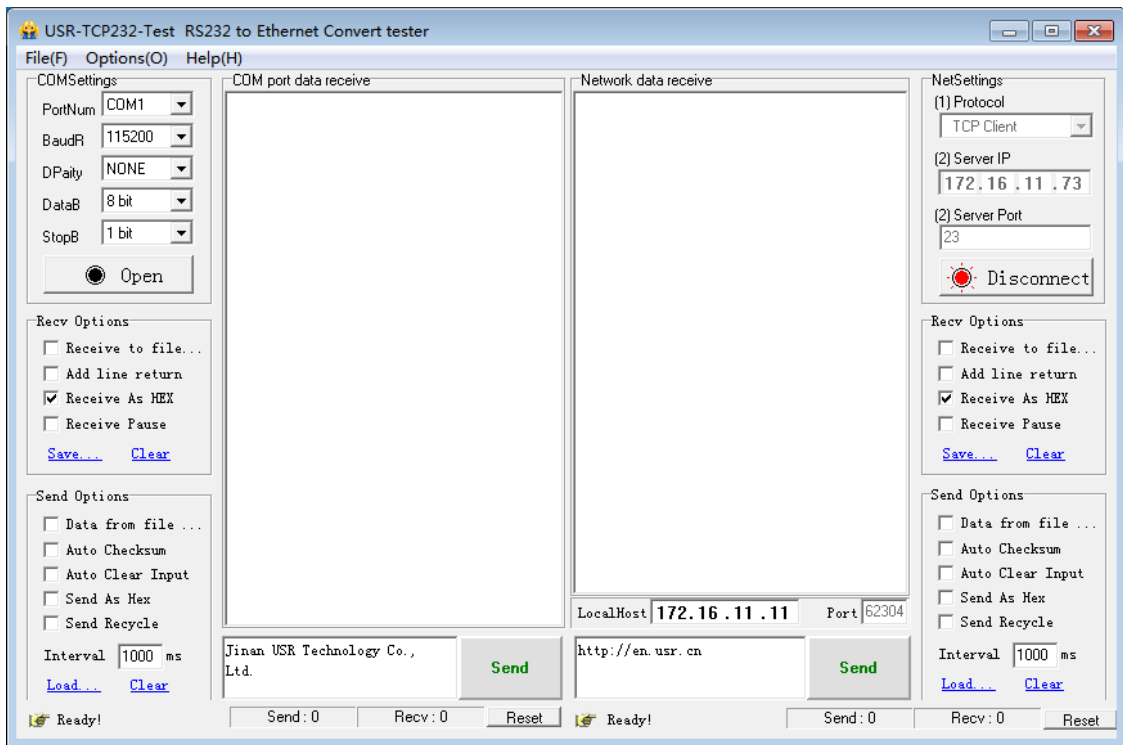 USR-TCP232-Test RS232 to Ethernet Convert tester
File(F) Options(O) Help(H)
COMSettings
PortNum COM1
BaudR 115200
DPaity NONE
DataB 8 bit
StopB 1 bit
Open
Recv Options
Receive to file...
Add line return
Receive As HEX
Receive Pause
Save... Clear
Send Options
Data from file ...
Auto Checksum
Auto Clear Input
Send As Hex
Send Recycle
Interval 1000 ms
Load... Clear
Ready!
COM port data receive
Jinan USR Technology Co.,
Ltd.
Send
Send : 0 Recv : 0 Reset
Network data receive
LocalHost 172.16.11.11 Port 62304
http://en.usr.cn
Send
Ready! Send : 0 Recv : 0 Reset
NetSettings
(1) Protocol
TCP Client
(2) Server IP
172.16.11.73
(2) Server Port
23
Disconnect
Recv Options
Receive to file...
Add line return
Receive As HEX
Receive Pause
Save... Clear
Send Options
Data from file ...
Auto Checksum
Auto Clear Input
Send As Hex
Send Recycle
Interval 1000 ms
Load... Clear